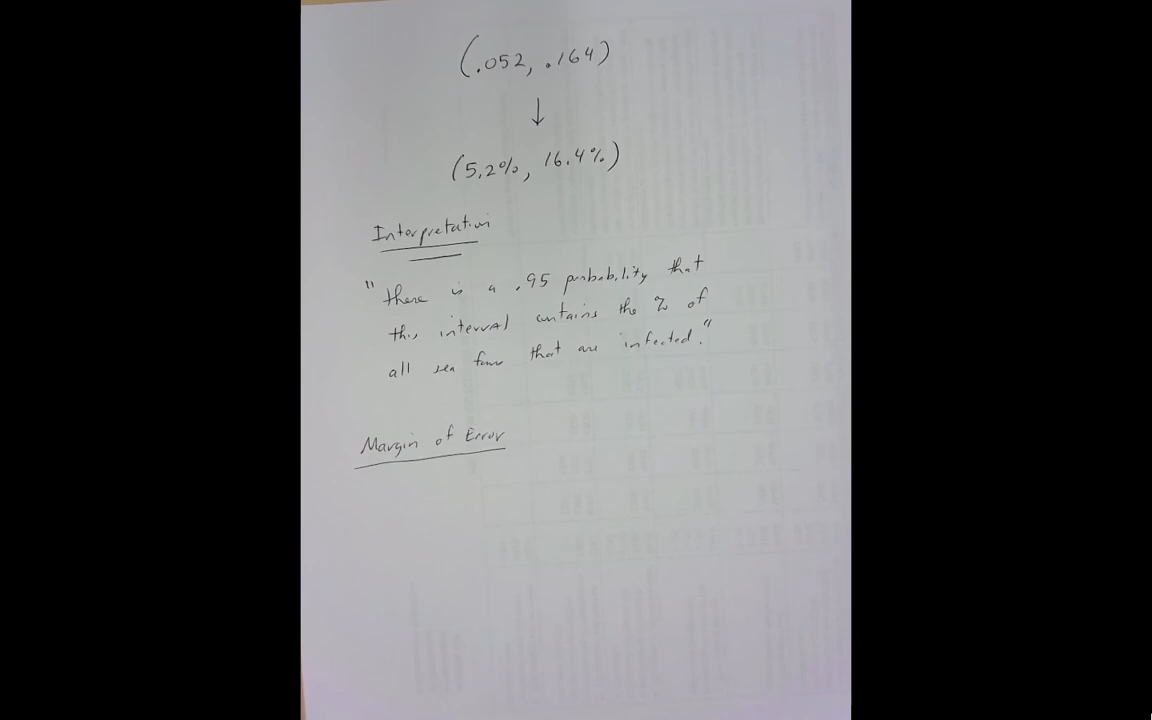 (.052, .164)
↓
(5.2%, 16.4%)
Interpretation
"there is a .95 probability that
this interval contains the % of
all sea fans that are infected."
Margin of Error